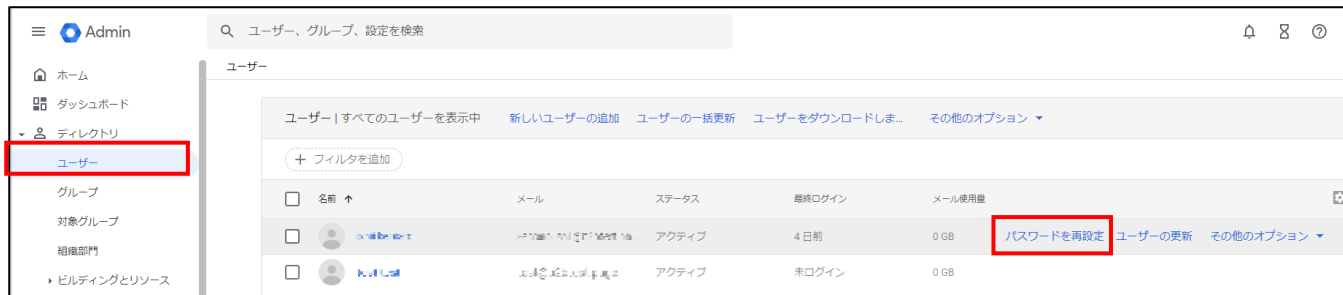 Admin
ユーザー、グループ、設定を検索
ホーム
ダッシュボード
ディレクトリ
ユーザー
グループ
対象グループ
組織部門
ビルディングとリソース
ユーザー
ユーザー | すべてのユーザーを表示中 新しいユーザーの追加 ユーザーの一括更新 ユーザーをダウンロードしま... その他のオプション
+ フィルタを追加
名前 ↑ メール ステータス 最終ログイン メール使用量
アクティブ 4 日前 0 GB パスワードを再設定 ユーザーの更新 その他のオプション
アクティブ 未ログイン 0 GB